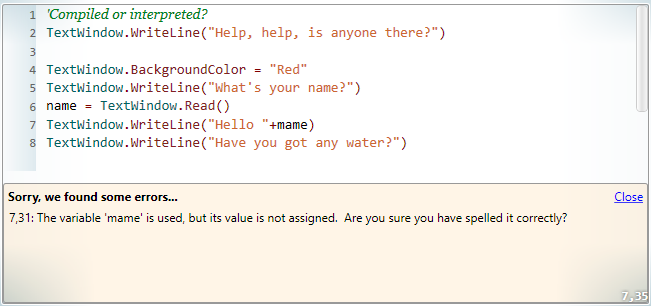 1 'Compiled or interpreted?
2 TextWindow.WriteLine("Help, help, is anyone there?")
3
4 TextWindow.BackgroundColor = "Red"
5 TextWindow.WriteLine("What's your name?")
6 name = TextWindow.Read()
7 TextWindow.WriteLine("Hello "+mame)
8 TextWindow.WriteLine("Have you got any water?")
Sorry, we found some errors... Close
7,31: The variable 'mame' is used, but its value is not assigned.  Are you sure you have spelled it correctly?
7,35